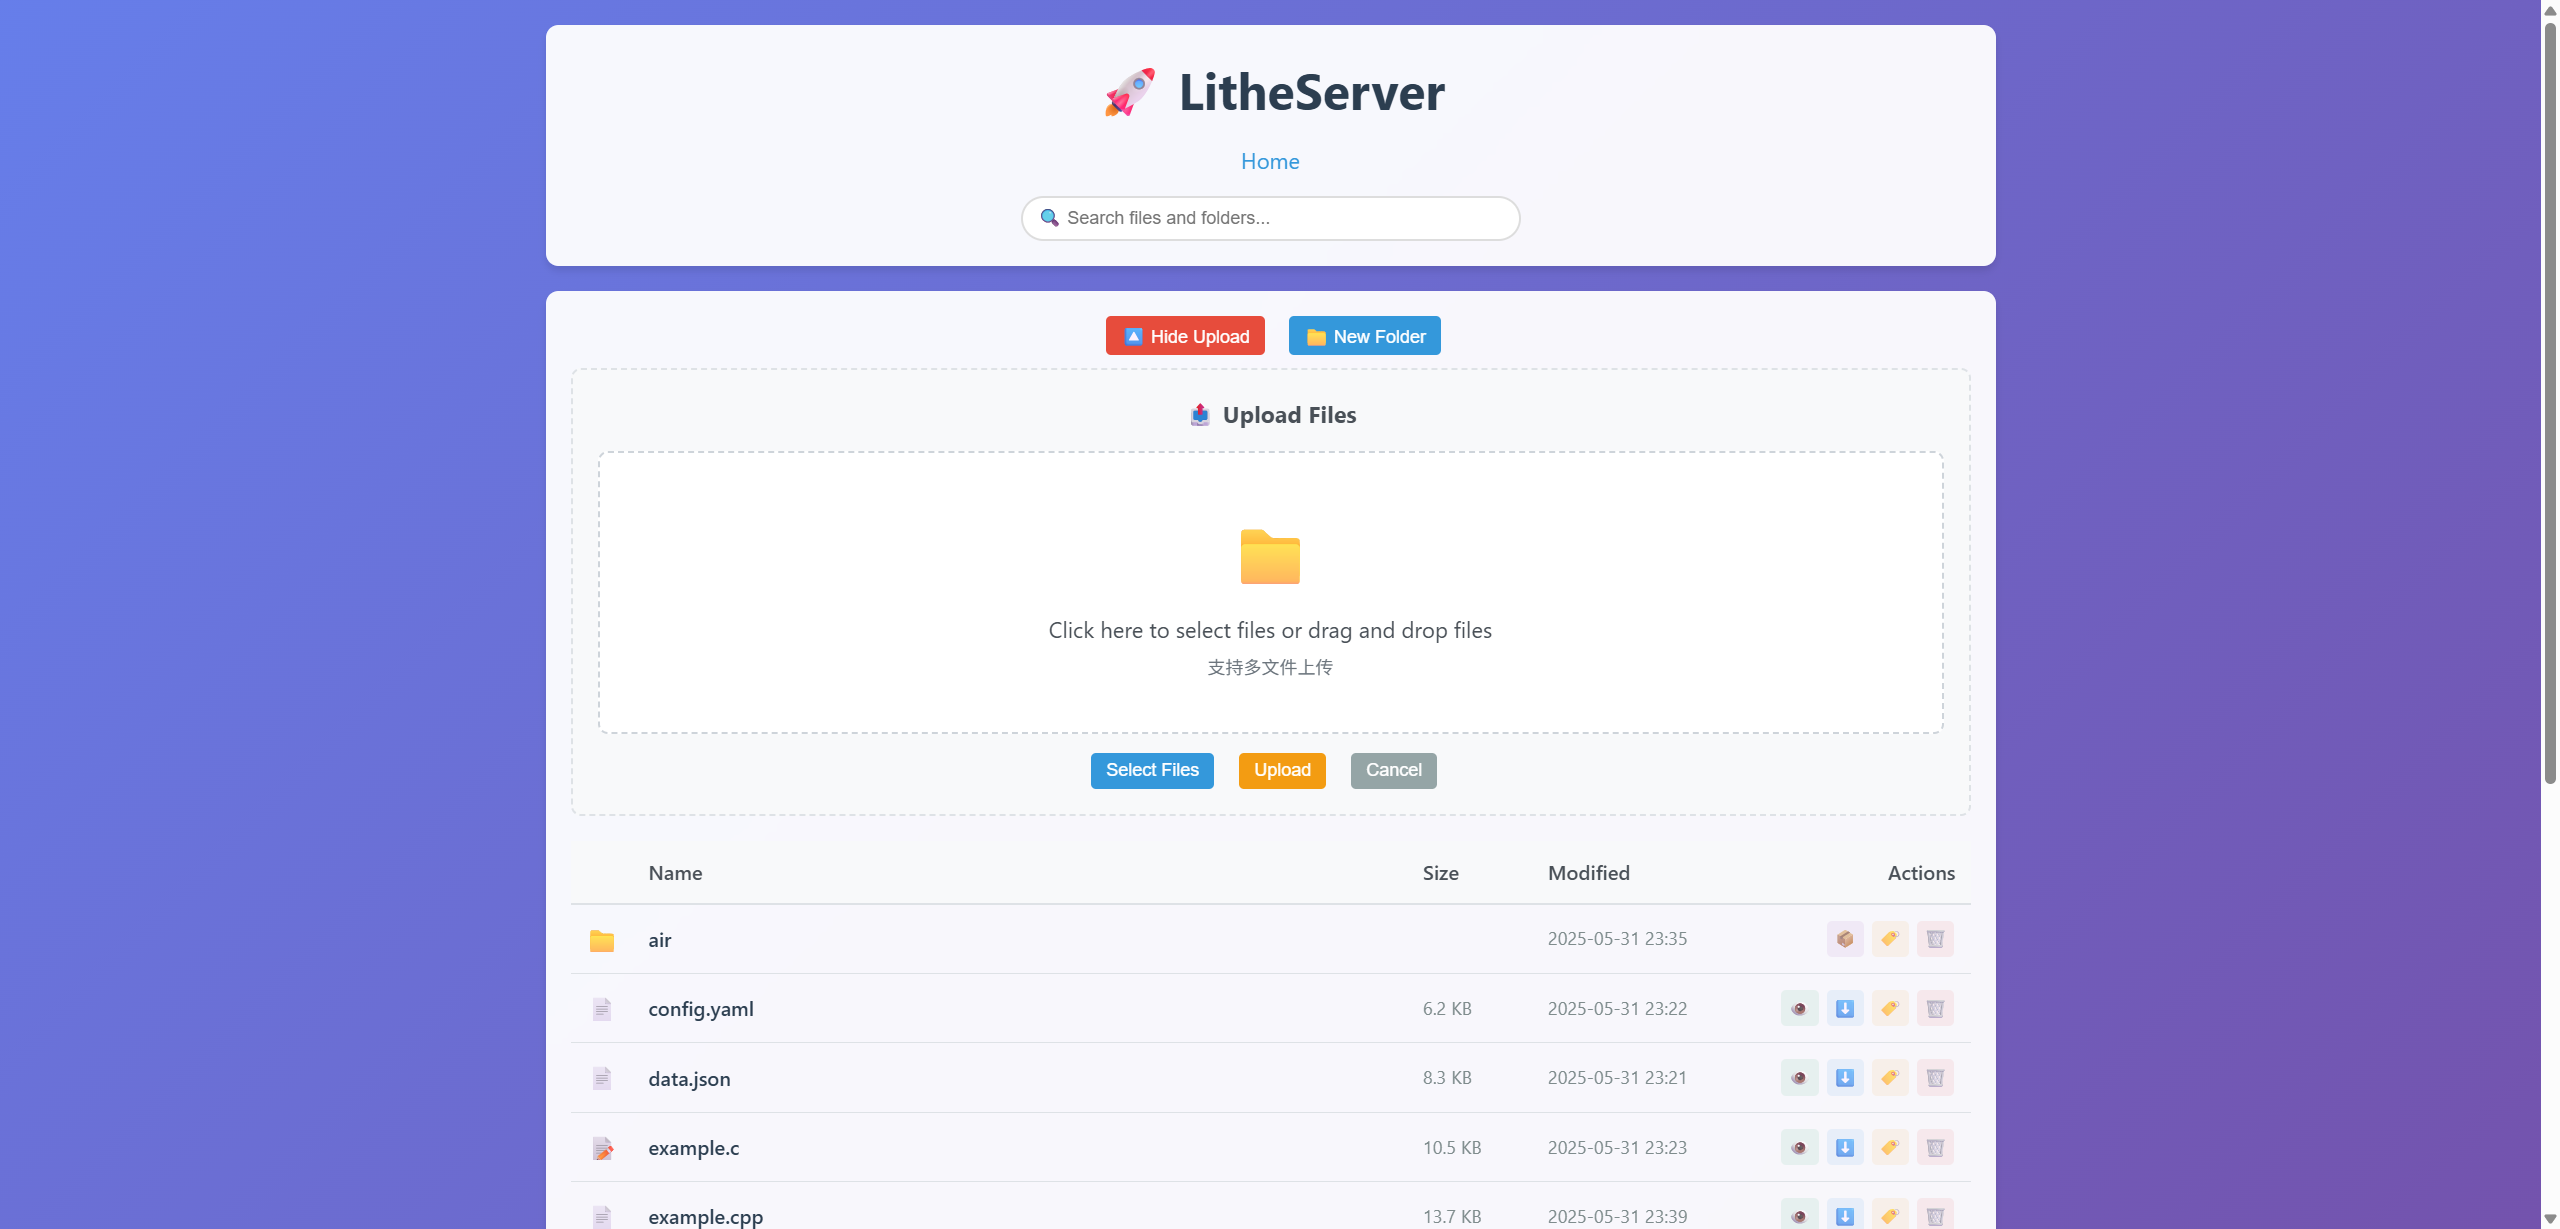 LitheServer
Home
Search files and folders...
Hide Upload
New Folder
Upload Files
Click here to select files or drag and drop files
支持多文件上传
Select Files
Upload
Cancel
Name Size Modified Actions
air 2025-05-31 23:35
config.yaml 6.2 KB 2025-05-31 23:22
data.json 8.3 KB 2025-05-31 23:21
example.c 10.5 KB 2025-05-31 23:23
example.cpp 13.7 KB 2025-05-31 23:39